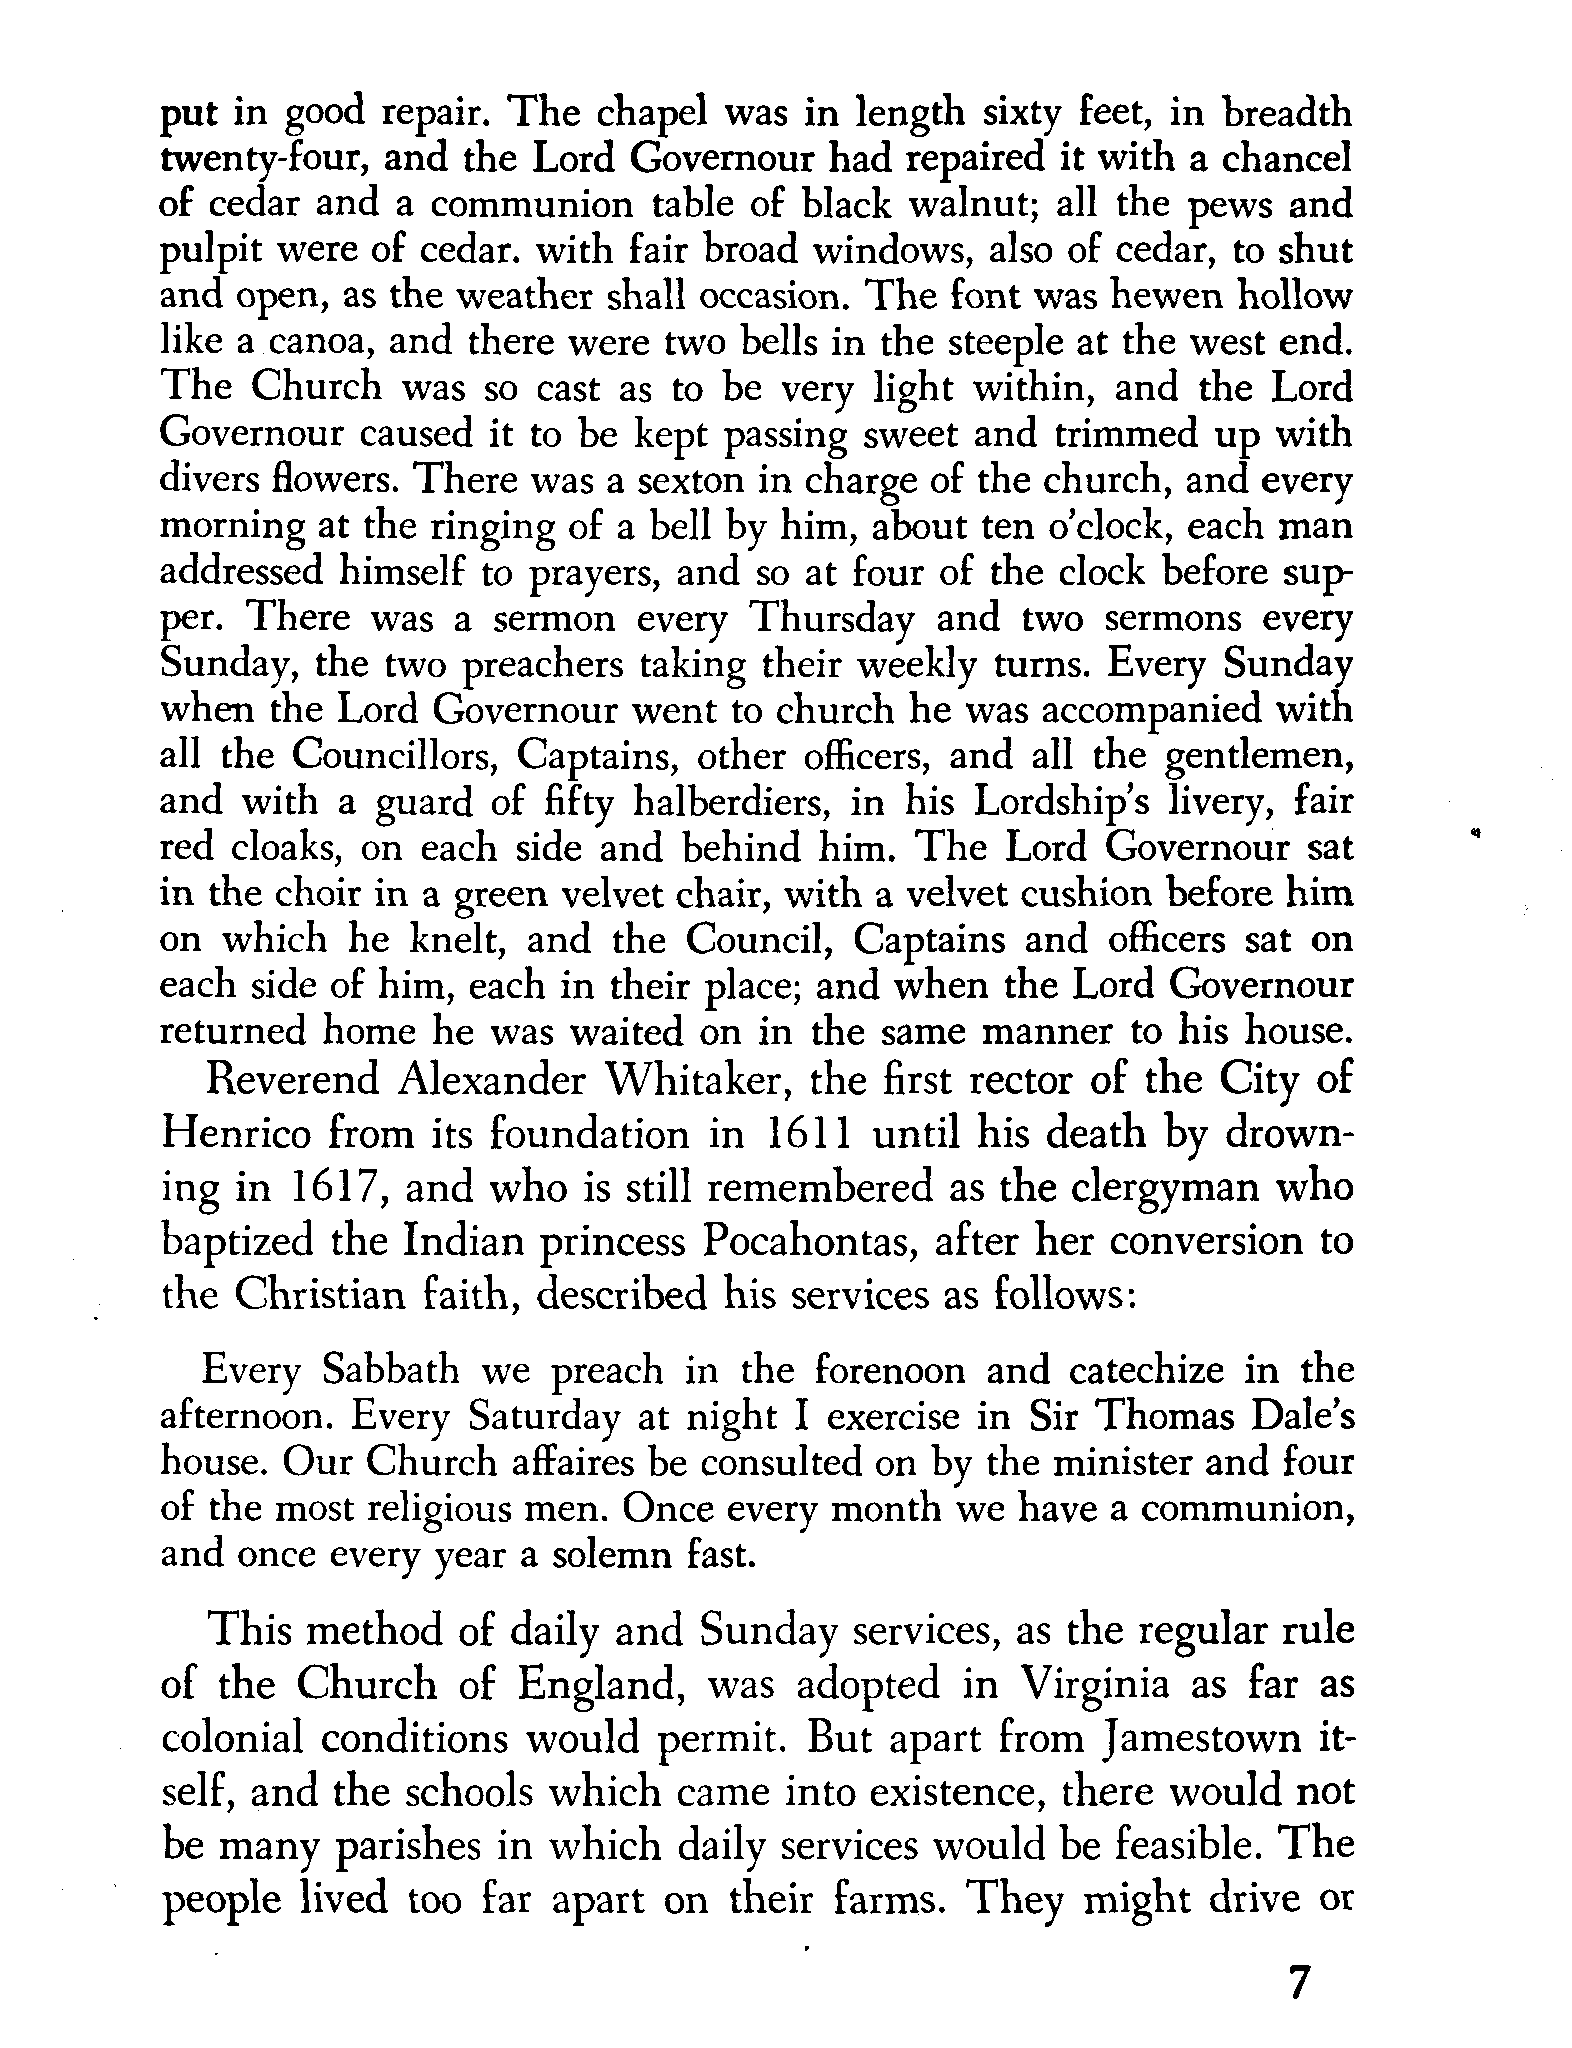 put in good repair. The chapel was in length sixty feet, in breadth
twenty-four, and the Lord Governour had repaired it with a chancel
of cedar and a communion table of black walnut; all the pews and
pulpit were of cedar. with fair broad windows, also of cedar, to shut
and open, as the weather shall occasion. The font was hewen hollow
like a canoa, and there were two bells in the steeple at the west end.
The Church was so cast as to be very light within, and the Lord
Governour caused it to be kept passing sweet and trimmed up with
divers flowers. There was a sexton in charge of the church, and every
morning at the ringing of a bell by him, about ten o'clock, each man
addressed himself to prayers, and so at four of the clock before sup-
per. There was a sermon every Thursday and two sermons every
Sunday, the two preachers taking their weekly turns. Every Sunday
when the Lord Governour went to church he was accompanied with
all the Councillors, Captains, other officers, and all the gentlemen,
and with a guard of fifty halberdiers, in his Lordship's livery, fair
red cloaks, on each side and behind him. The Lord Governour sat
in the choir in a green velvet chair, with a velvet cushion before him
on which he knelt, and the Council, Captains and officers sat on
each side of him, each in their place; and when the Lord Governour
returned home he was waited on in the same manner to his house.
Reverend Alexander Whitaker, the first rector of the City of
Henrico from its foundation in 1611 until his death by drown-
ing in 1617, and who is still remembered as the clergyman who
baptized the Indian princess Pocahontas, after her conversion to
the Christian faith, described his services as follows:
Every Sabbath we preach in the forenoon and catechize in the
afternoon. Every Saturday at night I exercise in Sir Thomas Dale's
house. Our Church affaires be consulted on by the minister and four
of the most religious men. Once every month we have a communion,
and once every year a solemn fast.
This method of daily and Sunday services, as the regular rule
of the Church of England, was adopted in Virginia as far as
colonial conditions would permit. But apart from Jamestown it-
self, and the schools which came into existence, there would not
be many parishes in which daily services would be feasible. The
people lived too far apart on their farms. They might drive or
7